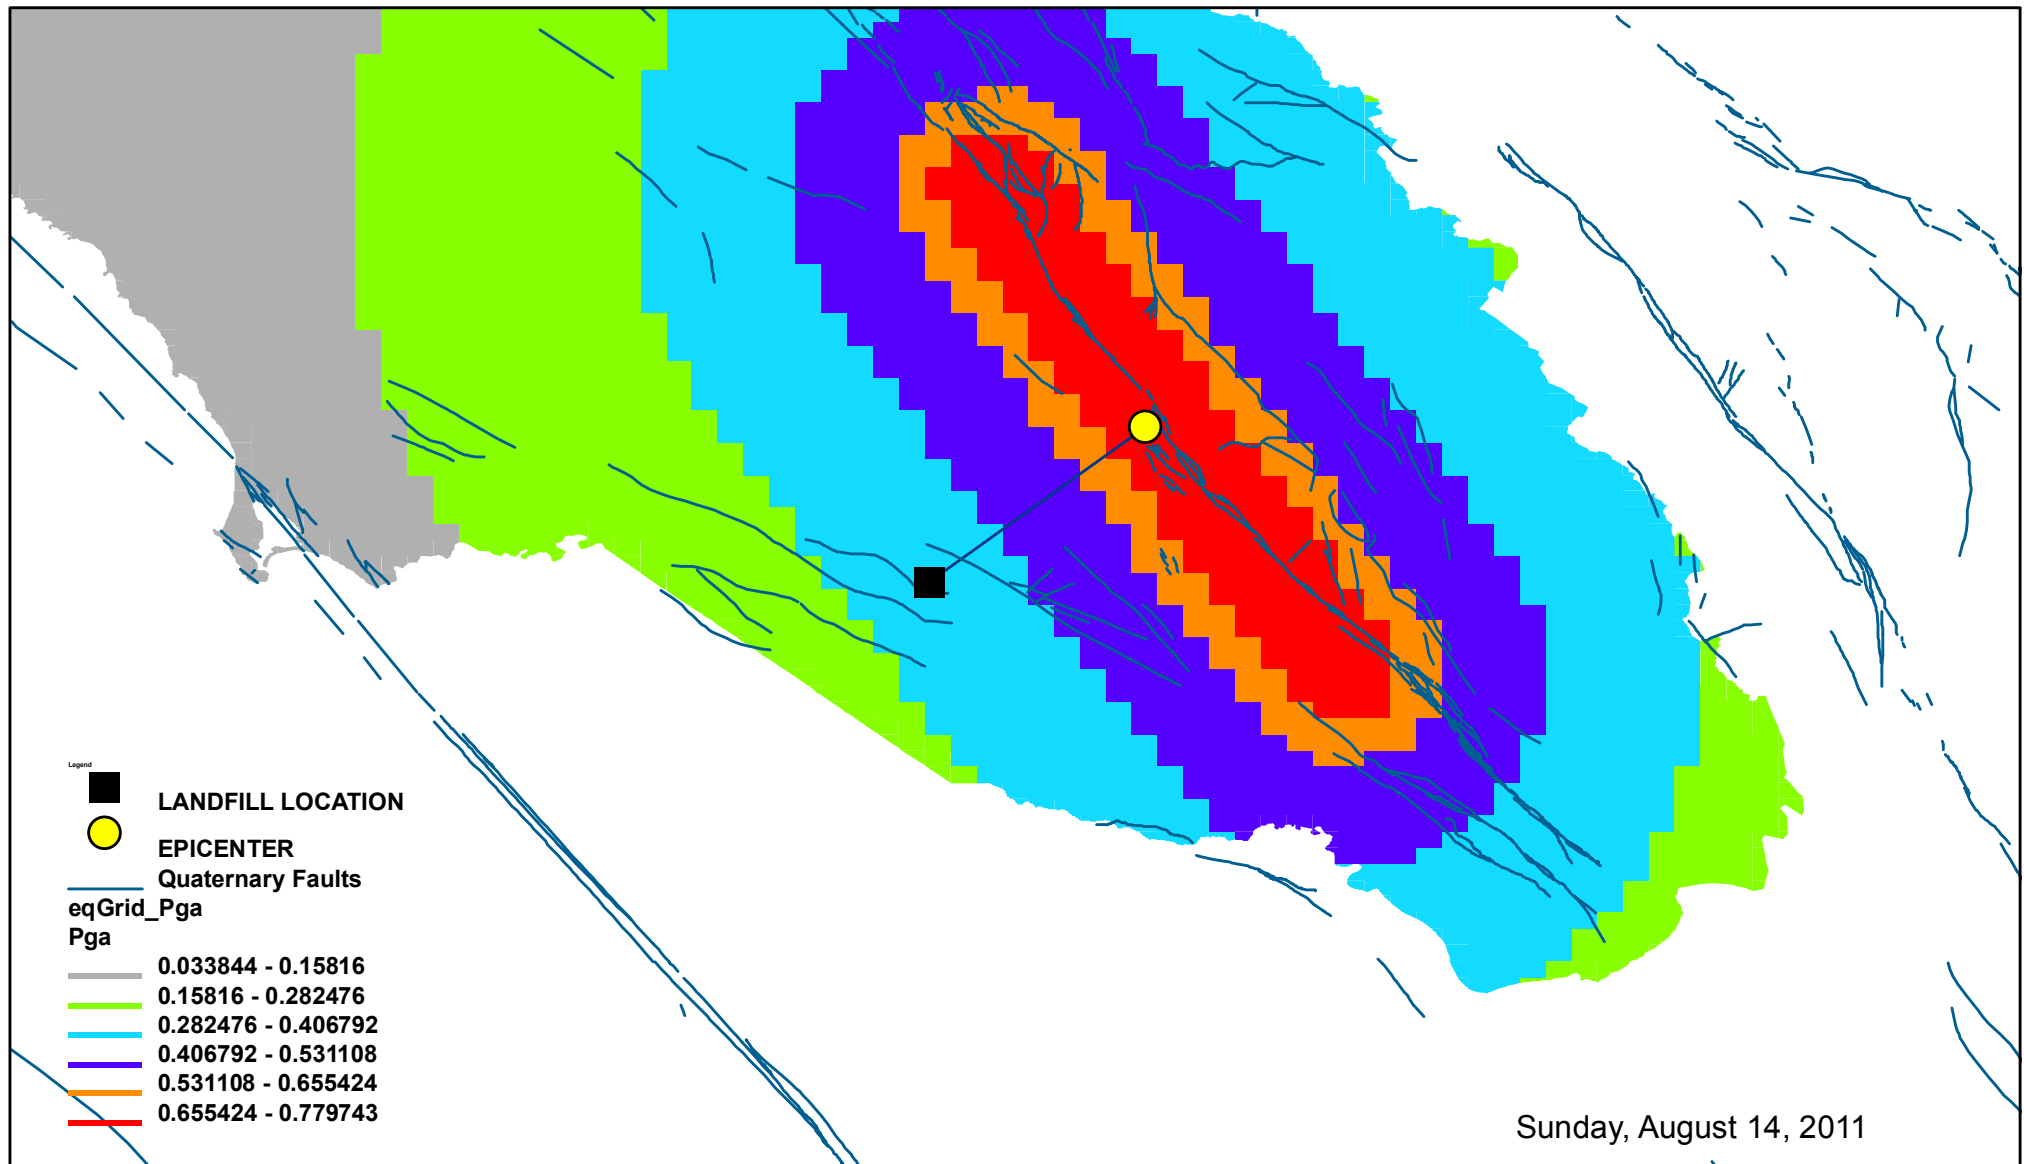 Legend
LANDFILL LOCATION
EPICENTER
Quaternary Faults
eqGrid_Pga
Pga
0.033844 - 0.15816
0.15816 - 0.282476
0.282476 - 0.406792
0.406792 - 0.531108
0.531108 - 0.655424
0.655424 - 0.779743
Sunday, August 14, 2011